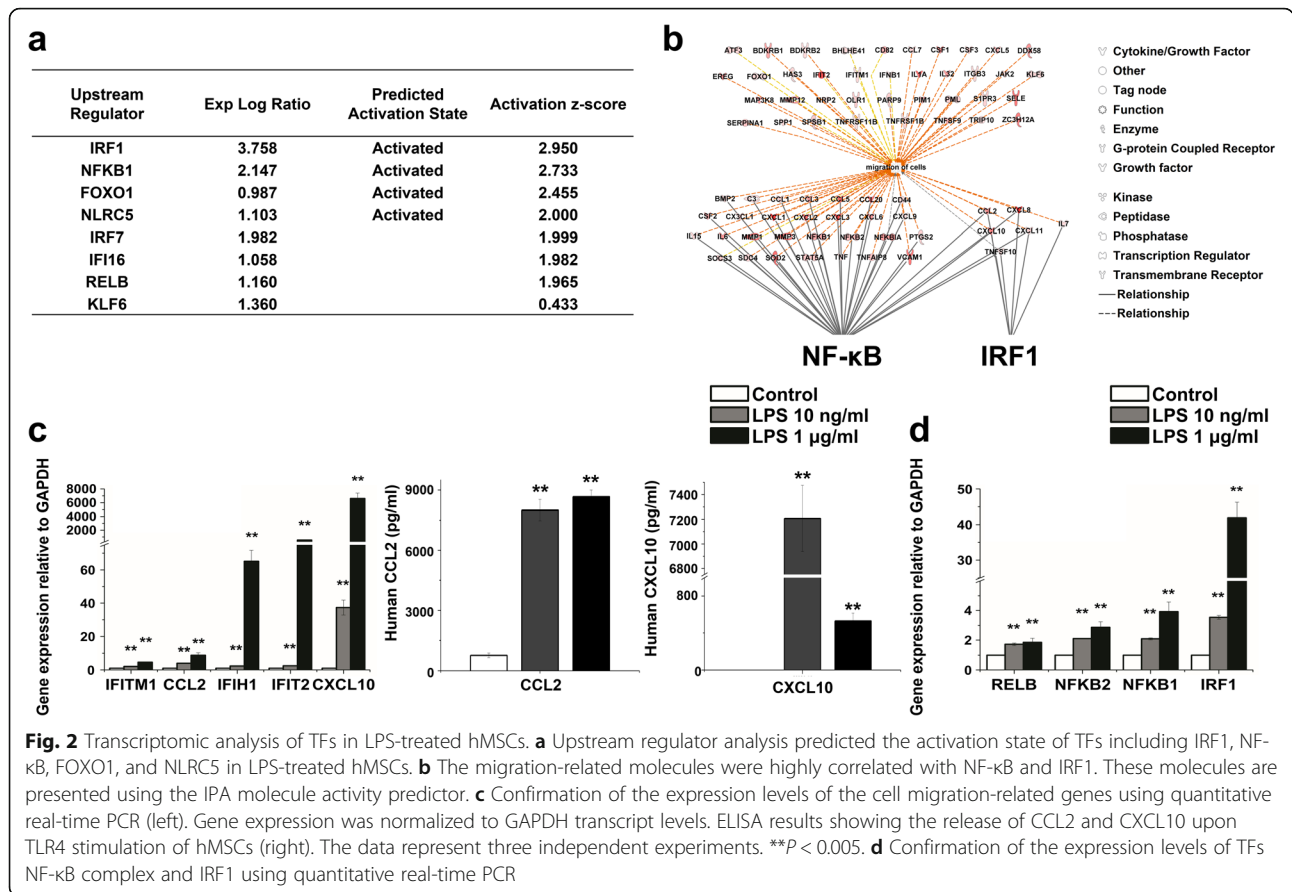 a
Upstream Regulator Exp Log Ratio Predicted Activation State Activation z-score
IRF1 3.758 Activated 2.950
NFKB1 2.147 Activated 2.733
FOXO1 0.987 Activated 2.455
NLRC5 1.103 Activated 2.000
IRF7 1.982 1.999
IFI16 1.058 1.982
RELB 1.160 1.965
KLF6 1.360 0.433
b
ATF3 BDKRB1 BDKRB2 BHLHE41 CD82 CCL7 CSF1 CSF3 CXCL5 DDX58
EREG FOXO1 HAS3 IFIT2 IFITM1 IFNB1 IL1A IL32 ITGB3 JAK2 KLF6
MAP3K8 MMP12 NRP2 OLR1 PARP9 PIM1 PML S1PR3 SELE
SERPINA1 SPP1 SPSB1 TNFRSF11B TNFRSF1B TNFSF9 TRIP10 ZC3H12A
migration of cells
BMP2 C3 CCL1 CCL3 CCL5 CCL20 CD44
CSF2 CX3CL1 CXCL1 CXCL2 CXCL3 CXCL6 CXCL9
IL15 IL6 MMP1 MMP3 NFKB1 NFKB2 NFKBIA PTGS2
SOCS3 SDC4 SOD2 STAT5A TNF TNFAIP8 VCAM1
CCL2 CXCL8
CXCL10 CXCL11 IL7
TNFSF10
NF-κB IRF1
Cytokine/Growth Factor
Other
Tag node
Function
Enzyme
G-protein Coupled Receptor
Growth factor
Kinase
Peptidase
Phosphatase
Transcription Regulator
Transmembrane Receptor
Relationship
Relationship
c
Control
LPS 10 ng/ml
LPS 1 µg/ml
Gene expression relative to GAPDH
8000
6000
4000
2000
60
40
20
0
** ** ** ** ** ** ** ** ** **
IFITM1 CCL2 IFIH1 IFIT2 CXCL10
Human CCL2 (pg/ml)
9000
6000
3000
0
** **
CCL2
Human CXCL10 (pg/ml)
7400
7200
7000
6800
800
0
** **
CXCL10
d
Control
LPS 10 ng/ml
LPS 1 µg/ml
Gene expression relative to GAPDH
50
40
30
4
2
0
** ** ** ** ** ** ** **
RELB NFKB2 NFKB1 IRF1
Fig. 2 Transcriptomic analysis of TFs in LPS-treated hMSCs. a Upstream regulator analysis predicted the activation state of TFs including IRF1, NF-
κB, FOXO1, and NLRC5 in LPS-treated hMSCs. b The migration-related molecules were highly correlated with NF-κB and IRF1. These molecules are
presented using the IPA molecule activity predictor. c Confirmation of the expression levels of the cell migration-related genes using quantitative
real-time PCR (left). Gene expression was normalized to GAPDH transcript levels. ELISA results showing the release of CCL2 and CXCL10 upon
TLR4 stimulation of hMSCs (right). The data represent three independent experiments. **P < 0.005. d Confirmation of the expression levels of TFs
NF-κB complex and IRF1 using quantitative real-time PCR